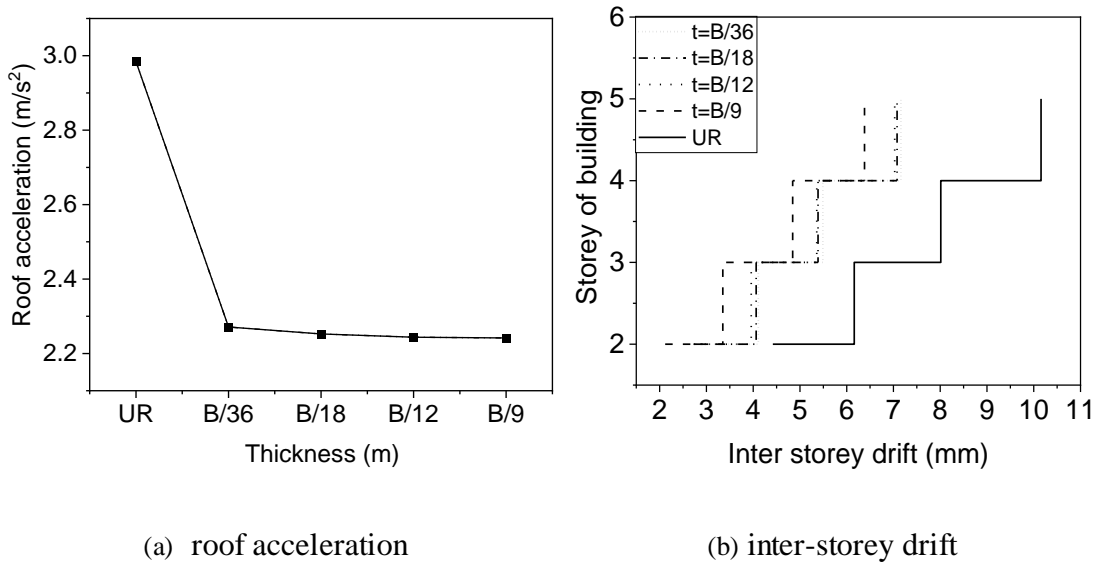 3.0
2.8
2.6
2.4
2.2
Roof acceleration (m/s²)
UR B/36 B/18 B/12 B/9
Thickness (m)
6
5
4
3
2
Storey of building
t=B/36
t=B/18
t=B/12
t=B/9
UR
2 3 4 5 6 7 8 9 10 11
Inter storey drift (mm)
(a) roof acceleration
(b) inter-storey drift